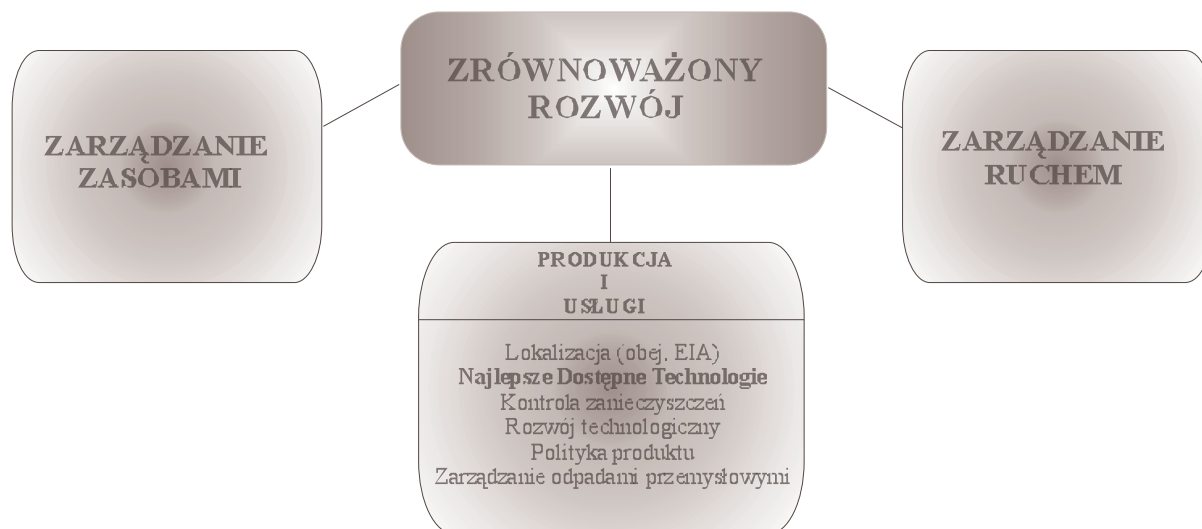 ZRÓWNOWAŻONY
ROZWÓJ
ZARZĄDZANIE
ZASOBAMI
ZARZĄDZANIE
RUCHEM
PRODUKCJA
I
USŁUGI
Lokalizacja (obej. EIA)
Najlepsze Dostępne Technologie
Kontrola zanieczyszczeń
Rozwój technologiczny
Polityka produktu
Zarządzanie odpadami przemysłowymi